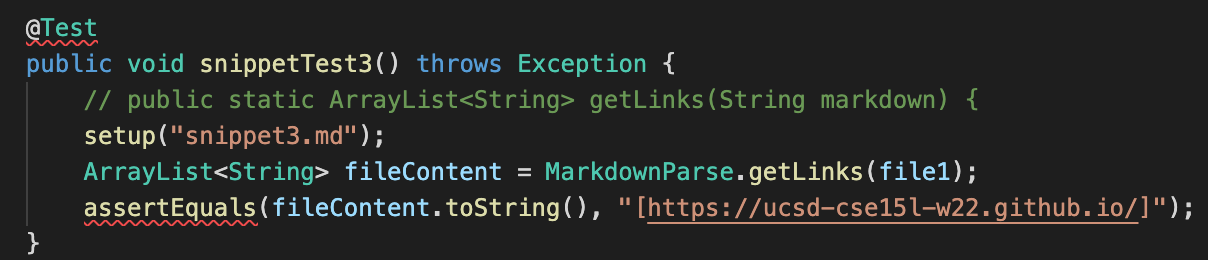 @Test
public void snippetTest3() throws Exception {
    // public static ArrayList<String> getLinks(String markdown) {
    setup("snippet3.md");
    ArrayList<String> fileContent = MarkdownParse.getLinks(file1);
    assertEquals(fileContent.toString(), "[https://ucsd-cse15l-w22.github.io/]");
}